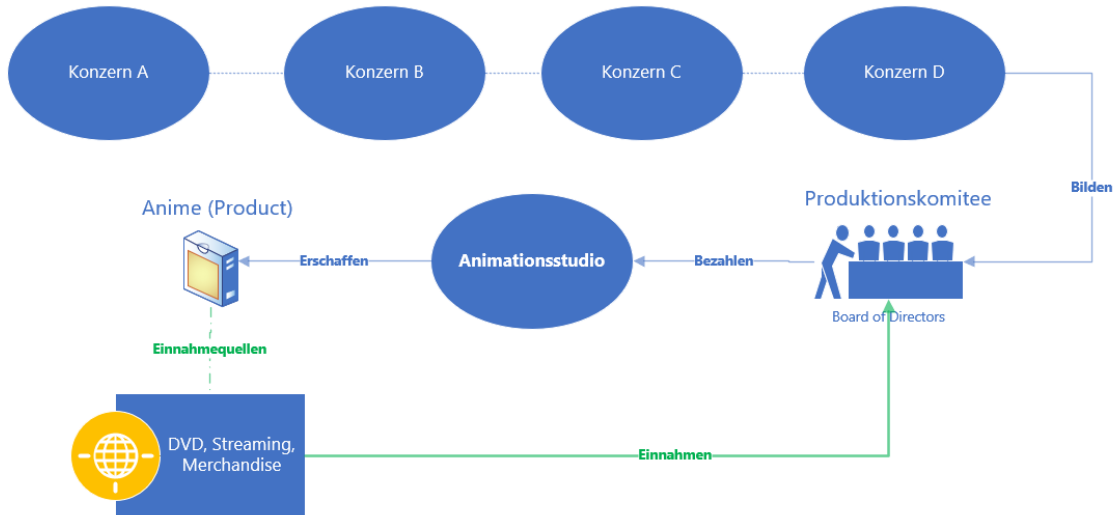 Konzern A
Konzern B
Konzern C
Konzern D
Bilden
Produktionskomitee
Board of Directors
Bezahlen
Animationsstudio
Erschaffen
Anime (Product)
Einnahmequellen
DVD, Streaming,
Merchandise
Einnahmen